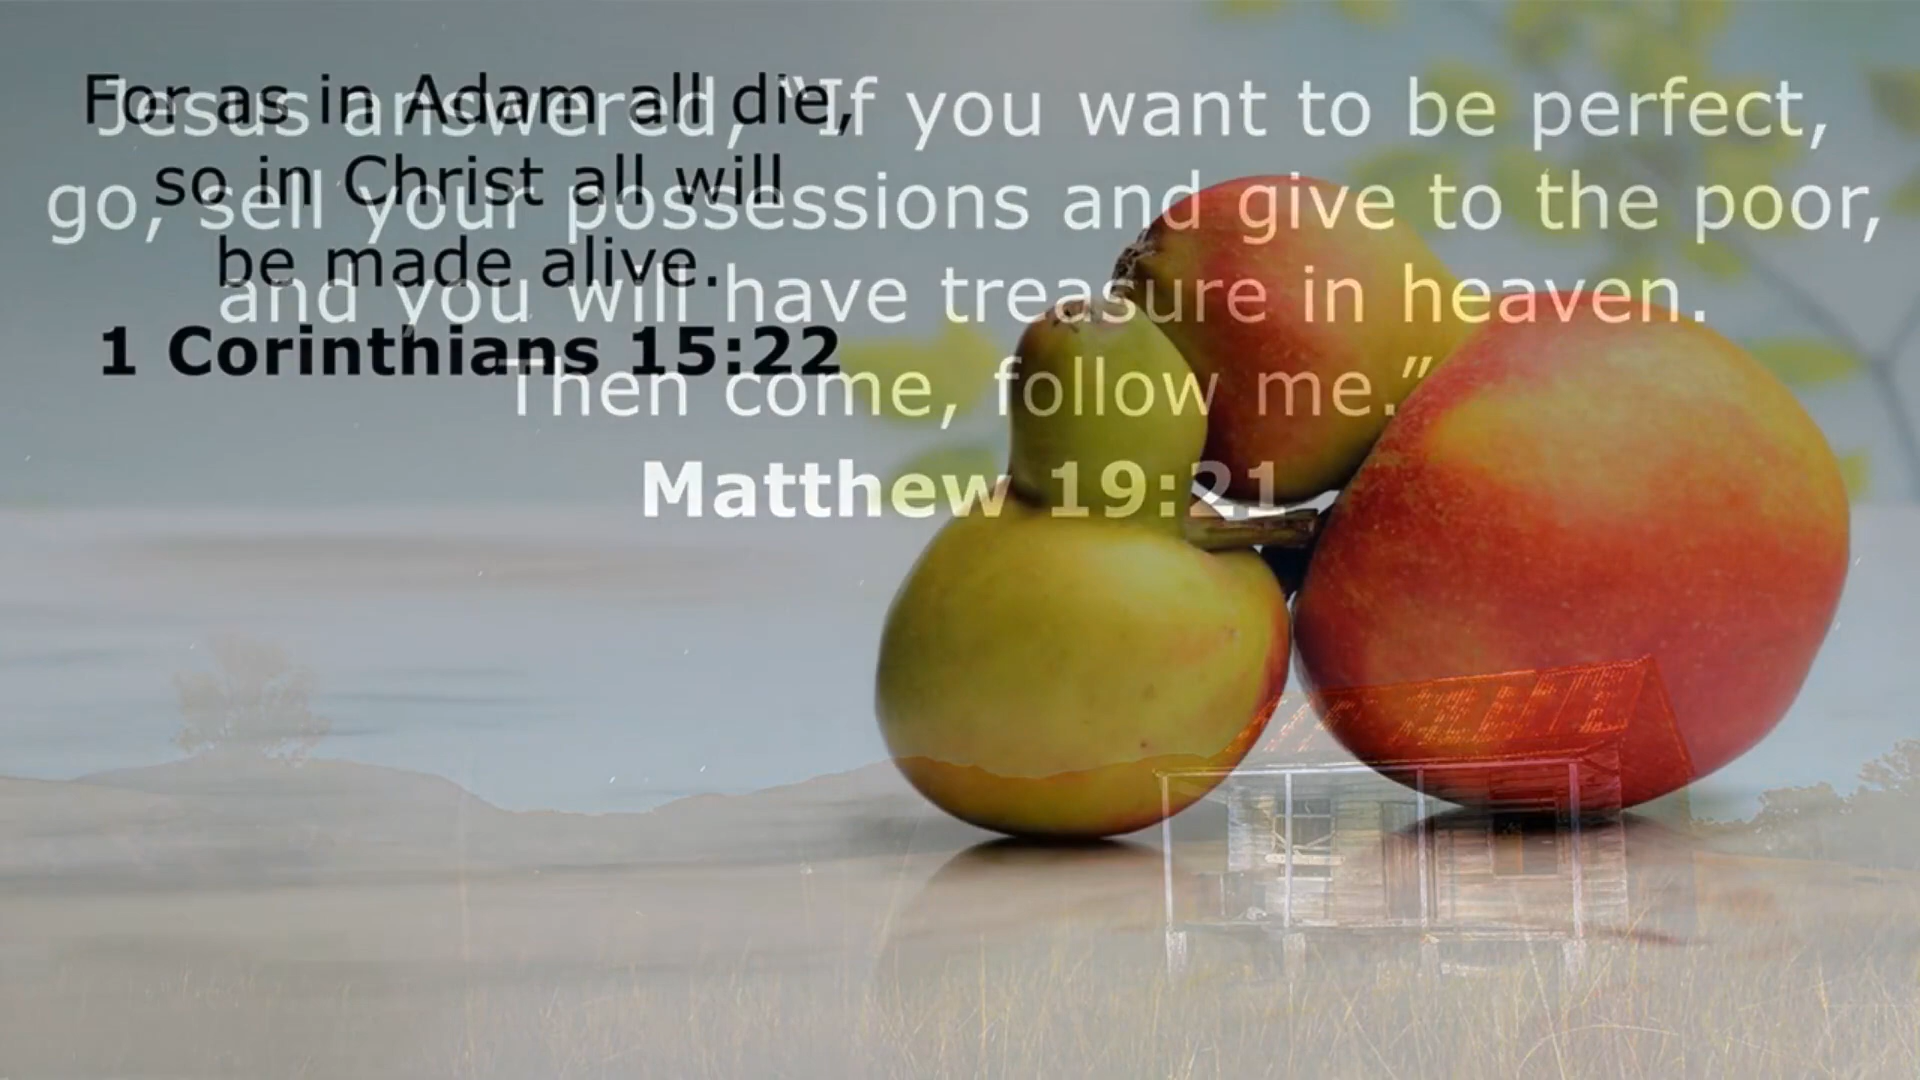 For as in Adam all die,
so in Christ all will
be made alive.
1 Corinthians 15:22
Jesus answered, “If you want to be perfect,
go, sell your possessions and give to the poor,
and you will have treasure in heaven.
Then come, follow me.”
Matthew 19:21